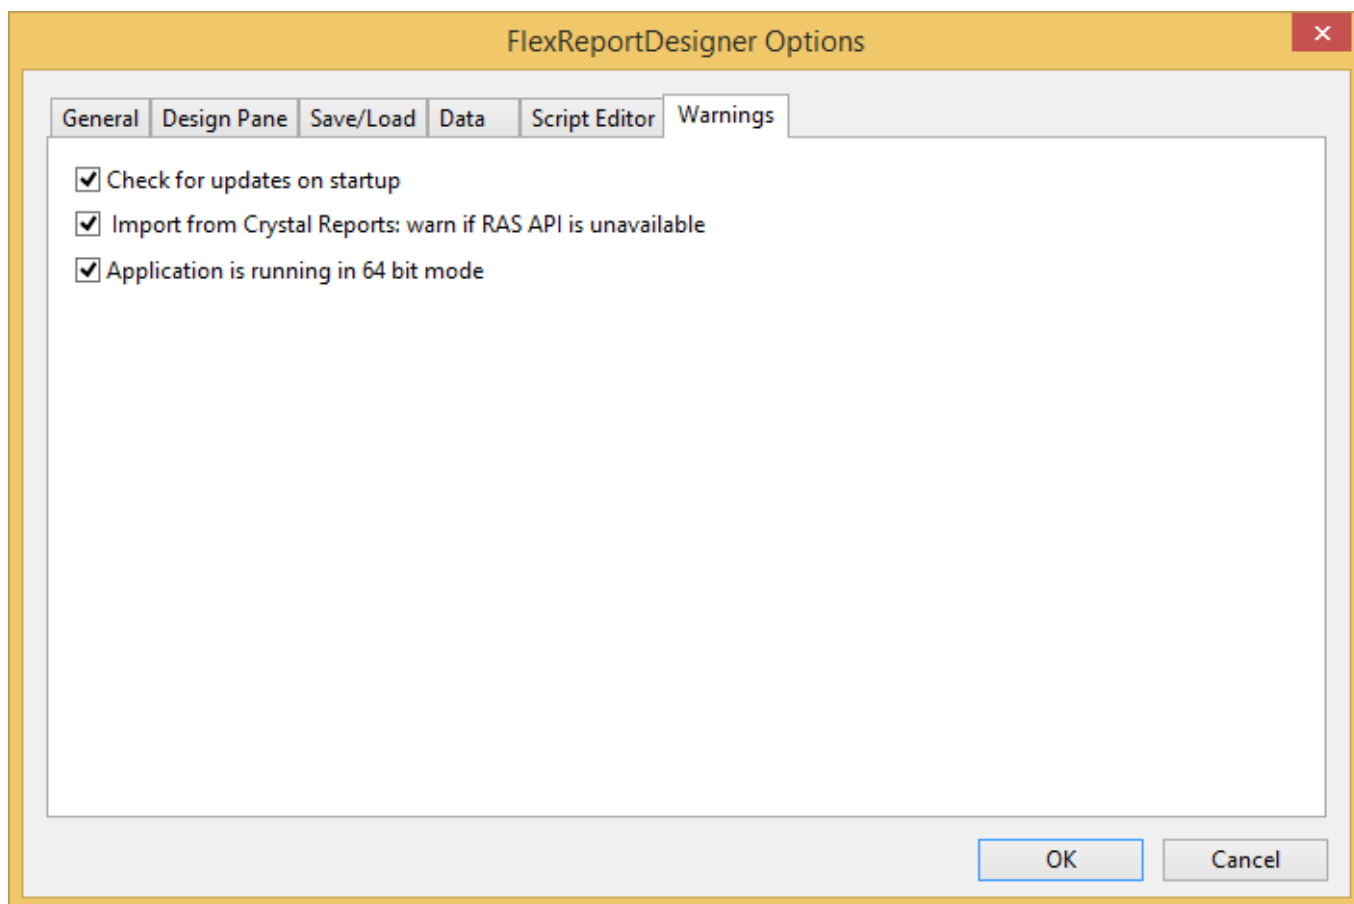 FlexReportDesigner Options
General Design Pane Save/Load Data Script Editor Warnings
Check for updates on startup
Import from Crystal Reports: warn if RAS API is unavailable
Application is running in 64 bit mode
OK Cancel